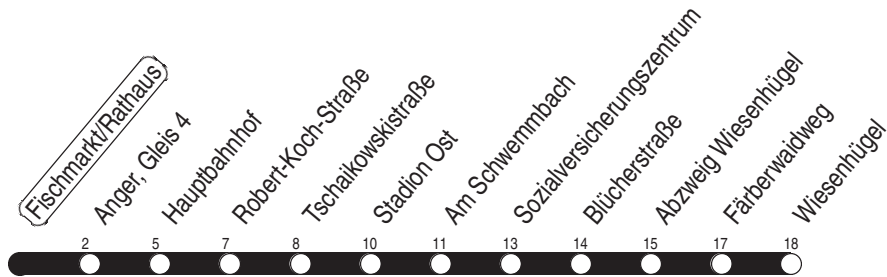 Fischmarkt/Rathaus
Anger, Gleis 4
Hauptbahnhof
Robert-Koch-Straße
Tschaikowskistraße
Stadion Ost
Am Schwemmbach
Sozialversicherungszentrum
Blücherstraße
Abzweig Wiesenhügel
Färberwaidweg
Wiesenhügel
2 5 7 8 10 11 13 14 15 17 18